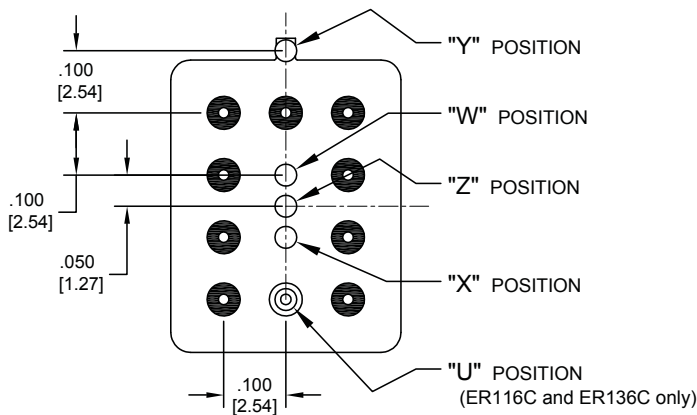 "Y" POSITION
.100
[2.54]
"W" POSITION
"Z" POSITION
.100
[2.54]
.050
[1.27]
"X" POSITION
"U" POSITION
(ER116C and ER136C only)
.100
[2.54]